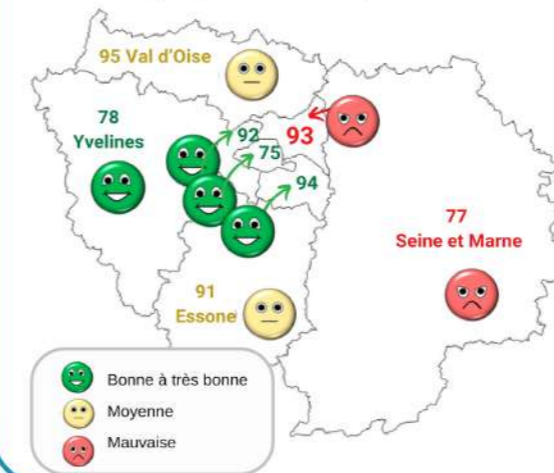 95 Val d'Oise
78
Yvelines
92
93
75
94
77
Seine et Marne
91
Essone
Bonne à très bonne
Moyenne
Mauvaise